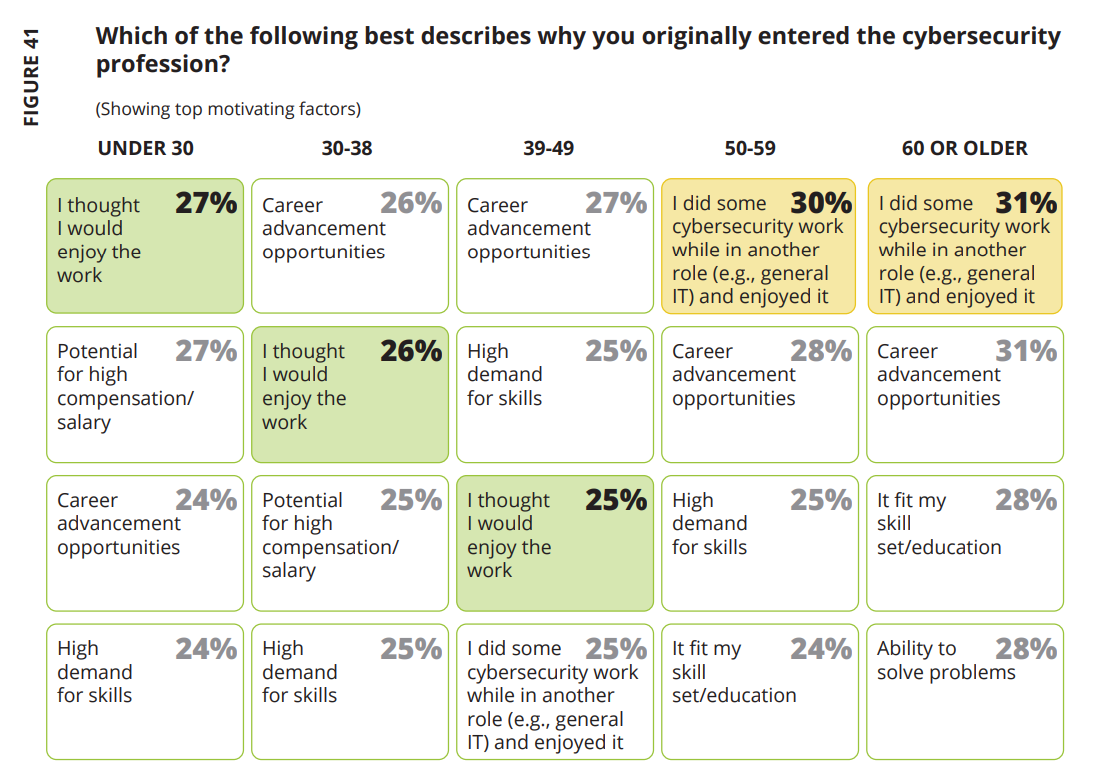 FIGURE 41
Which of the following best describes why you originally entered the cybersecurity
profession?
(Showing top motivating factors)
UNDER 30
30-38
39-49
50-59
60 OR OLDER
I thought 27%
I would
enjoy the
work
Career 26%
advancement
opportunities
Career 27%
advancement
opportunities
I did some 30%
cybersecurity work
while in another
role (e.g., general
IT) and enjoyed it
I did some 31%
cybersecurity work
while in another
role (e.g., general
IT) and enjoyed it
Potential 27%
for high
compensation/
salary
I thought 26%
I would
enjoy the
work
High 25%
demand
for skills
Career 28%
advancement
opportunities
Career 31%
advancement
opportunities
Career 24%
advancement
opportunities
Potential 25%
for high
compensation/
salary
I thought 25%
I would
enjoy the
work
High 25%
demand
for skills
It fit my 28%
skill
set/education
High 24%
demand
for skills
High 25%
demand
for skills
I did some 25%
cybersecurity work
while in another
role (e.g., general
IT) and enjoyed it
It fit my 24%
skill
set/education
Ability to 28%
solve problems